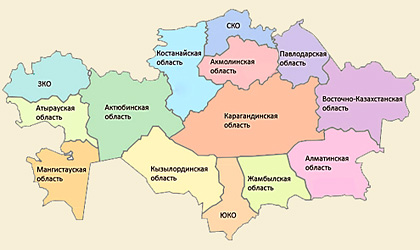 СКО
Костанайская
область
Павлодарская
область
Акмолинская
область
ЗКО
Атырауская
область
Актюбинская
область
Восточно-Казахстанская
область
Карагандинская
область
Мангистауская
область
Кызылординская
область
Алматинская
область
Жамбылская
область
ЮКО